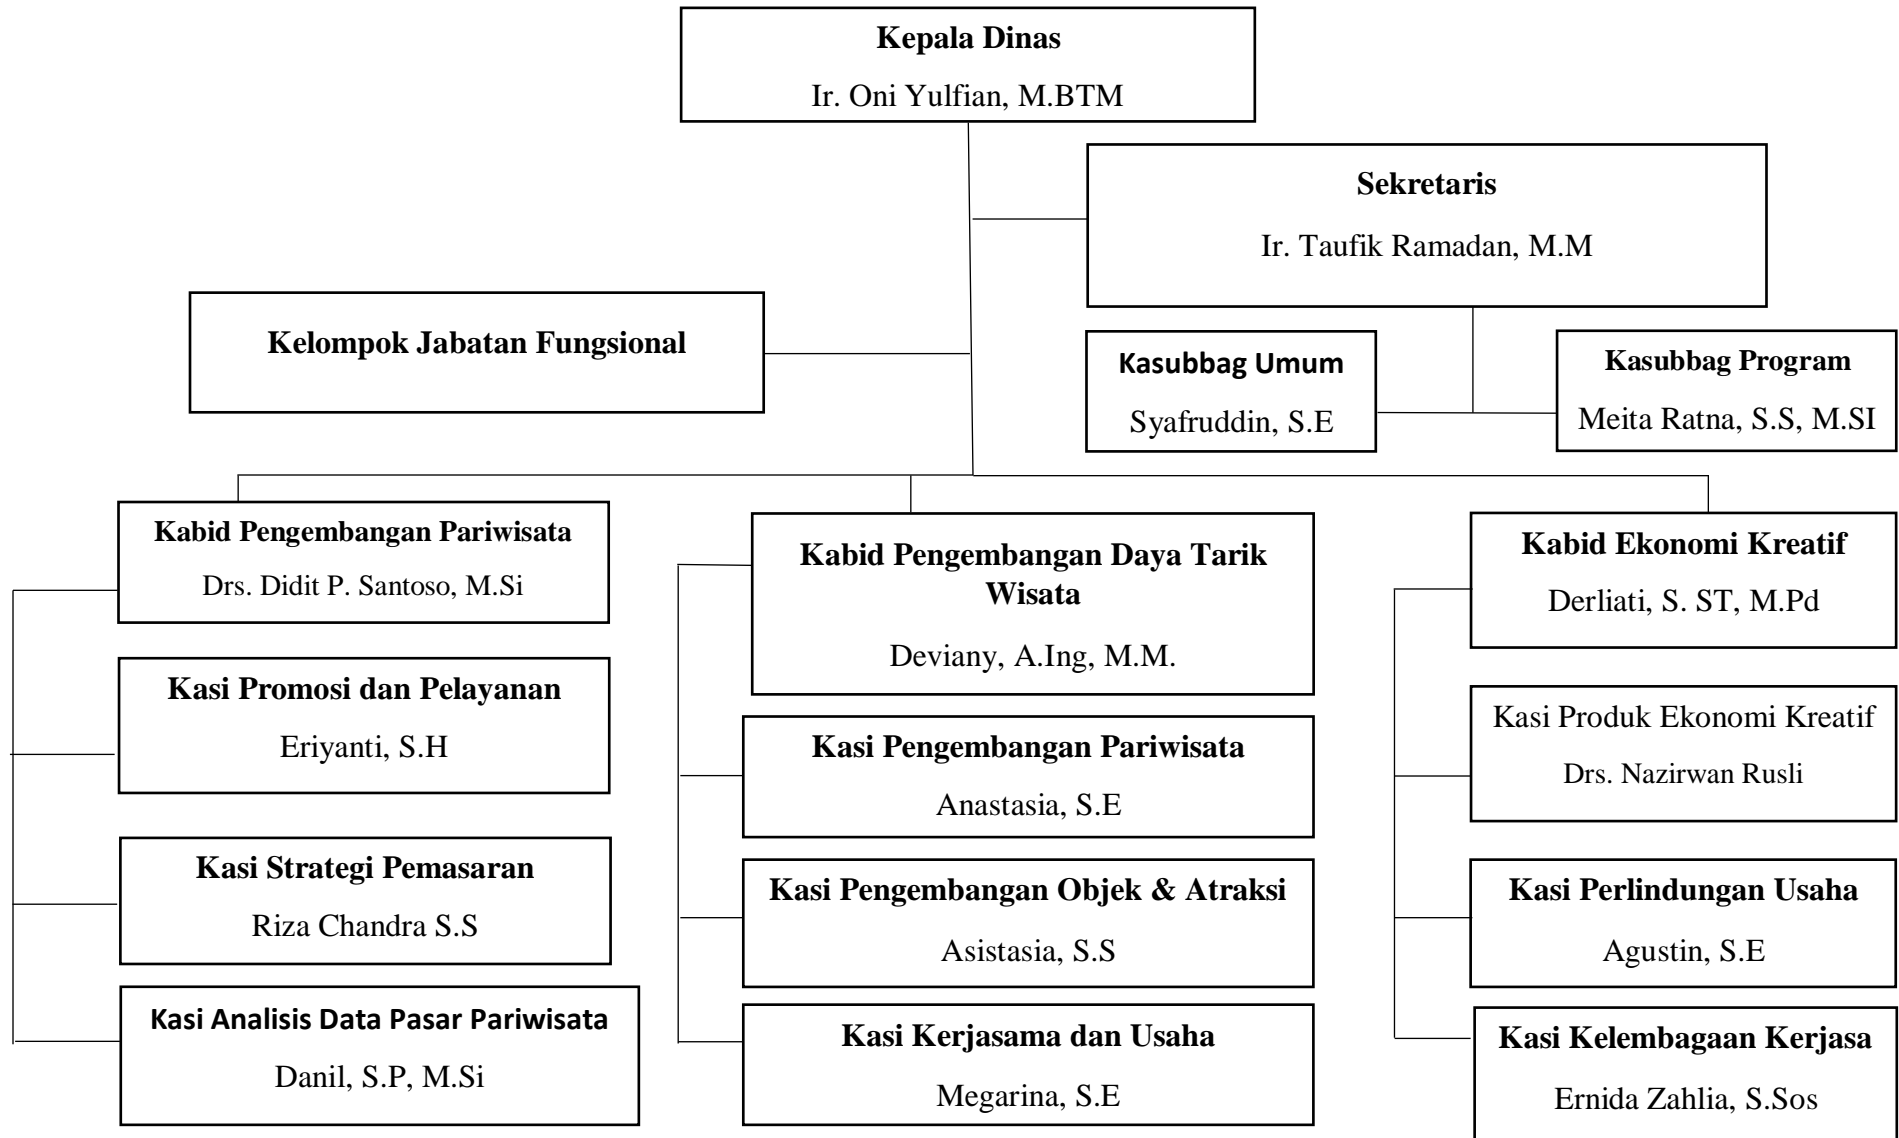 Kepala Dinas
Ir. Oni Yulfian, M.BTM
Sekretaris
Ir. Taufik Ramadan, M.M
Kelompok Jabatan Fungsional
Kasubbag Umum
Syafruddin, S.E
Kasubbag Program
Meita Ratna, S.S, M.SI
Kabid Pengembangan Pariwisata
Drs. Didit P. Santoso, M.Si
Kasi Promosi dan Pelayanan
Eriyanti, S.H
Kasi Strategi Pemasaran
Riza Chandra S.S
Kasi Analisis Data Pasar Pariwisata
Danil, S.P, M.Si
Kabid Pengembangan Daya Tarik
Wisata
Deviany, A.Ing, M.M.
Kasi Pengembangan Pariwisata
Anastasia, S.E
Kasi Pengembangan Objek & Atraksi
Asistasia, S.S
Kasi Kerjasama dan Usaha
Megarina, S.E
Kabid Ekonomi Kreatif
Derliati, S. ST, M.Pd
Kasi Produk Ekonomi Kreatif
Drs. Nazirwan Rusli
Kasi Perlindungan Usaha
Agustin, S.E
Kasi Kelembagaan Kerjasa
Ernida Zahlia, S.Sos